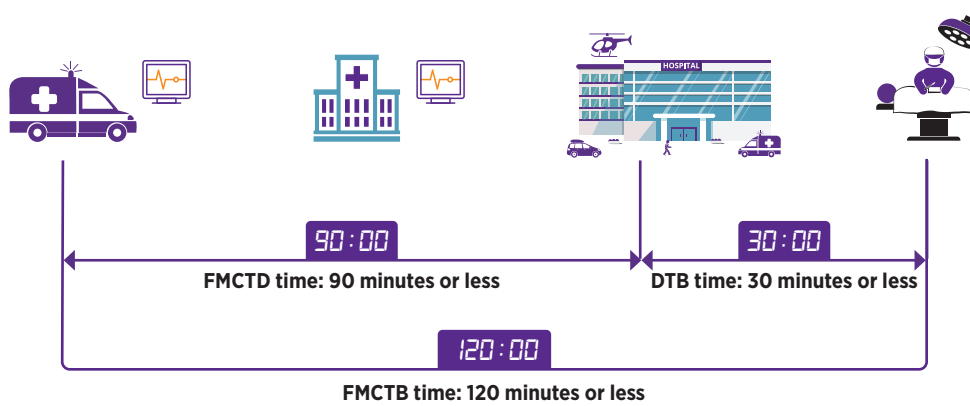 HOSPITAL
90:00
30:00
FMCTD time: 90 minutes or less
DTB time: 30 minutes or less
120:00
FMCTB time: 120 minutes or less